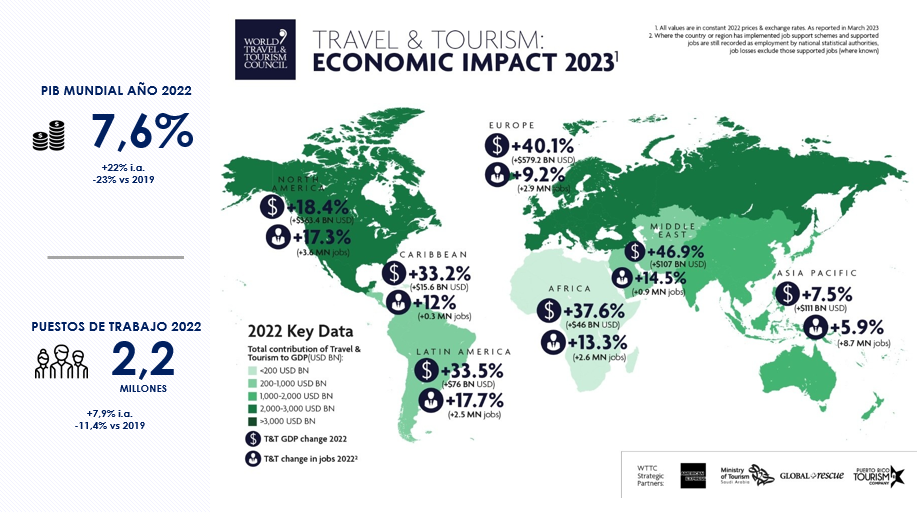 PIB MUNDIAL AÑO 2022
7,6%
+22% i.a.
-23% vs 2019
PUESTOS DE TRABAJO 2022
2,2
MILLONES
+7,9% i.a.
-11,4% vs 2019
WORLD
TRAVEL &
TOURISM
COUNCIL
TRAVEL & TOURISM:
ECONOMIC IMPACT 2023¹
1. All values are in constant 2022 prices & exchange rates. As reported in March 2023
2. Where the country or region has implemented job support schemes and supported
jobs are still recorded as employment by national statistical authorities,
job losses exclude those supported jobs (where known)
NORTH
AMERICA
$ +18.4%
BN USD)
+17.3%
(+3.6 MN jobs)
CARIBBEAN
$ +33.2%
(+$15.6 BN USD)
+12%
(+0.3 MN jobs)
LATIN AMERICA
$ +33.5%
(+$76 BN USD)
+17.7%
(+2.5 MN jobs)
EUROPE
$ +40.1%
(+$579.2 BN USD)
+9.2%
(+2.9 MN jobs)
AFRICA
$ +37.6%
(+$46 BN USD)
+13.3%
(+2.6 MN jobs)
MIDDLE
EAST
$ +46.9%
(+$107 BN USD)
+14.5%
(+0.9 MN jobs)
ASIA PACIFIC
$ +7.5%
(+$111 BN USD)
+5.9%
(+8.7 MN jobs)
2022 Key Data
Total contribution of Travel &
Tourism to GDP(USD BN):
<200 USD BN
200-1,000 USD BN
1,000-2,000 USD BN
2,000-3,000 USD BN
>3,000 USD BN
$ T&T GDP change 2022
T&T change in jobs 2022²
WTTC
Strategic
Partners:
AMERICAN
EXPRESS
Ministry
of Tourism
Saudi Arabia
GLOBAL rescue
PUERTO RICO
TOURISM
COMPANY